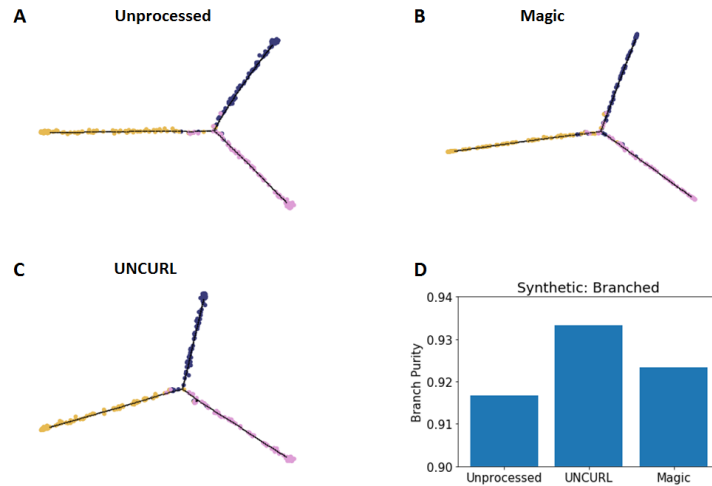 A Unprocessed
B Magic
C UNCURL
D
Synthetic: Branched
Branch Purity
0.94
0.93
0.92
0.91
0.90
Unprocessed UNCURL Magic